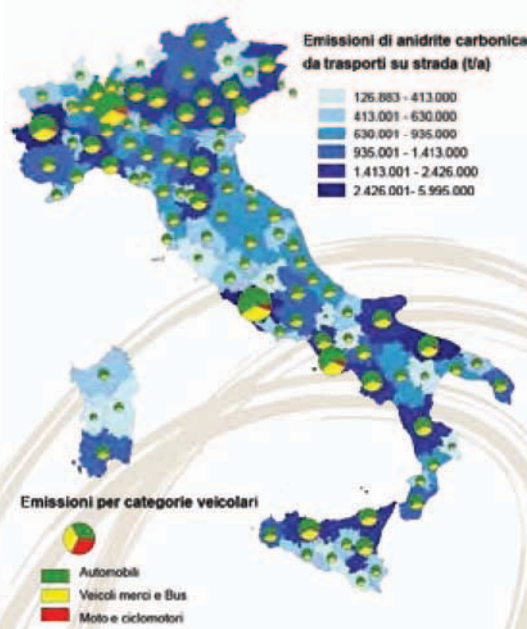 Emissioni di anidrite carbonica
da trasporti su strada (t/a)
126.883 - 413.000
413.001 - 630.000
630.001 - 935.000
935.001 - 1.413.000
1.413.001 - 2.426.000
2.426.001- 5.995.000
Emissioni per categorie veicolari
Automobili
Veicoli merci e Bus
Moto e ciclomotori